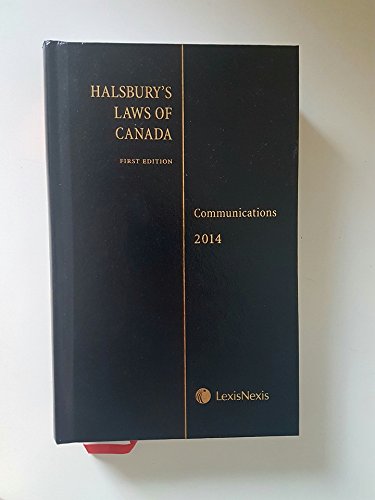 HALSBURY'S
LAWS OF
CANADA
FIRST EDITION
Communications
2014
LexisNexis